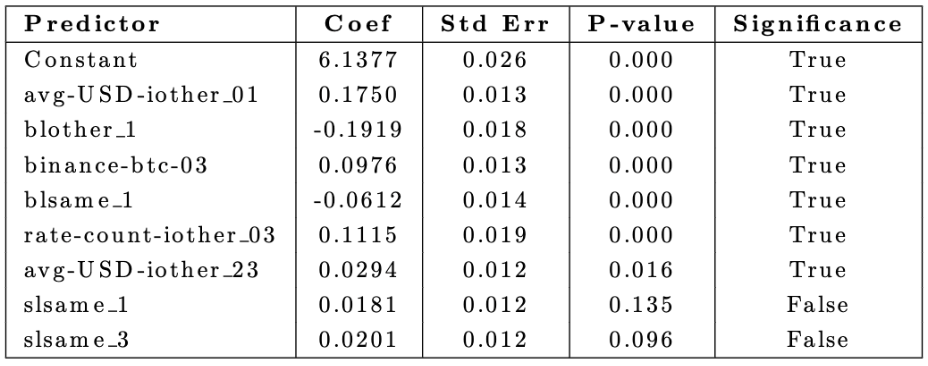 Predictor Coef Std Err P-value Significance
Constant 6.1377 0.026 0.000 True
avg-USD-iother_01 0.1750 0.013 0.000 True
blother_1 -0.1919 0.018 0.000 True
binance-btc-03 0.0976 0.013 0.000 True
blsame_1 -0.0612 0.014 0.000 True
rate-count-iother_03 0.1115 0.019 0.000 True
avg-USD-iother_23 0.0294 0.012 0.016 True
slsame_1 0.0181 0.012 0.135 False
slsame_3 0.0201 0.012 0.096 False